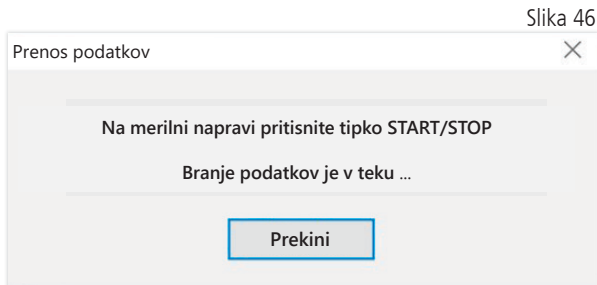 Slika 46
Prenos podatkov
Na merilni napravi pritisnite tipko START/STOP
Branje podatkov je v teku ...
Prekini